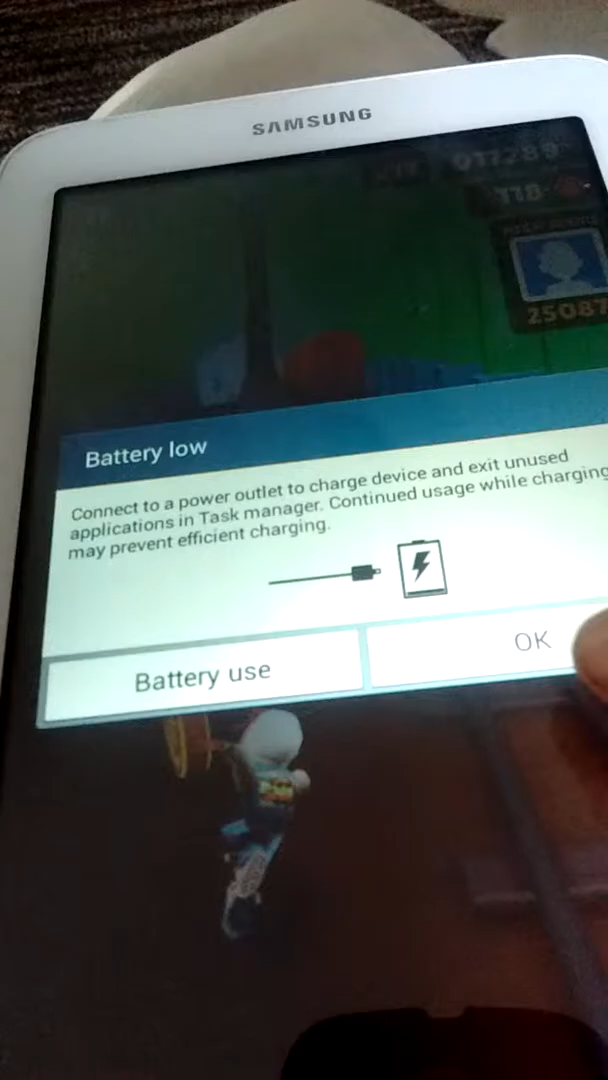 SAMSUNG
118
25087
Battery low
Connect to a power outlet to charge device and exit unused
applications in Task manager. Continued usage while charging
may prevent efficient charging.
Battery use
OK